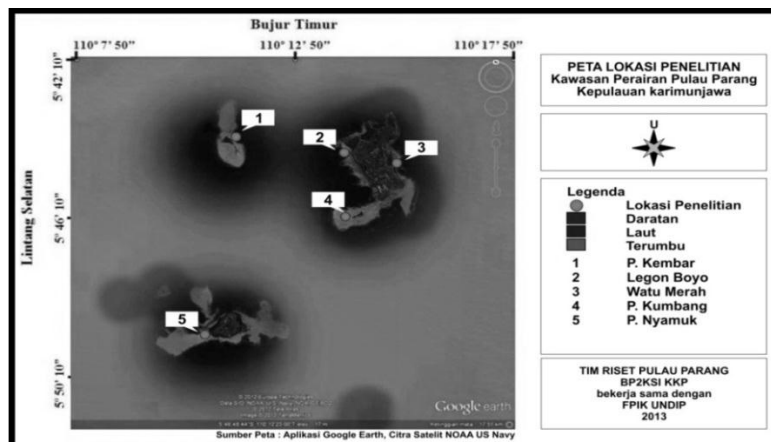 Bujur Timur
110° 7' 50" 110° 12' 50" 110° 17' 50"
5° 42' 10"
5° 46' 10"
5° 50' 10"
Lintang Selatan
1
2
3
4
5
Google earth
Sumber Peta : Aplikasi Google Earth, Citra Satelit NOAA US Navy
PETA LOKASI PENELITIAN
Kawasan Perairan Pulau Parang
Kepulauan karimunjawa
U
Legenda
Lokasi Penelitian
Daratan
Laut
Terumbu
1 P. Kembar
2 Legon Boyo
3 Watu Merah
4 P. Kumbang
5 P. Nyamuk
TIM RISET PULAU PARANG
BP2KSI KKP
bekerja sama dengan
FPIK UNDIP
2013